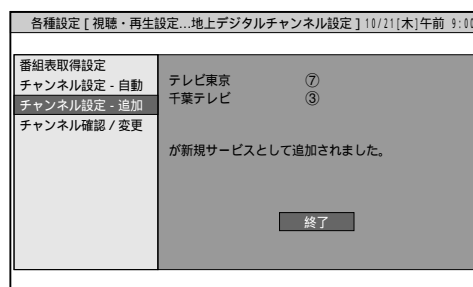 各種設定 [ 視聴・再生設定...地上デジタルチャンネル設定 ] 10/21[木]午前 9:00
番組表取得設定
チャンネル設定 - 自動
チャンネル設定 - 追加
チャンネル確認 / 変更
テレビ東京 ⑦
千葉テレビ ③
が新規サービスとして追加されました。
終了